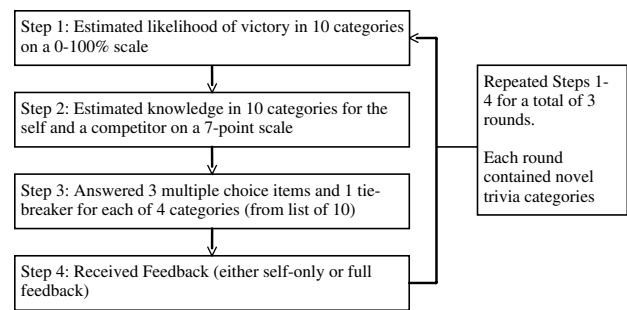 Step 1: Estimated likelihood of victory in 10 categories
on a 0-100% scale
Step 2: Estimated knowledge in 10 categories for the
self and a competitor on a 7-point scale
Step 3: Answered 3 multiple choice items and 1 tie-
breaker for each of 4 categories (from list of 10)
Step 4: Received Feedback (either self-only or full
feedback)
Repeated Steps 1-
4 for a total of 3
rounds.
Each round
contained novel
trivia categories